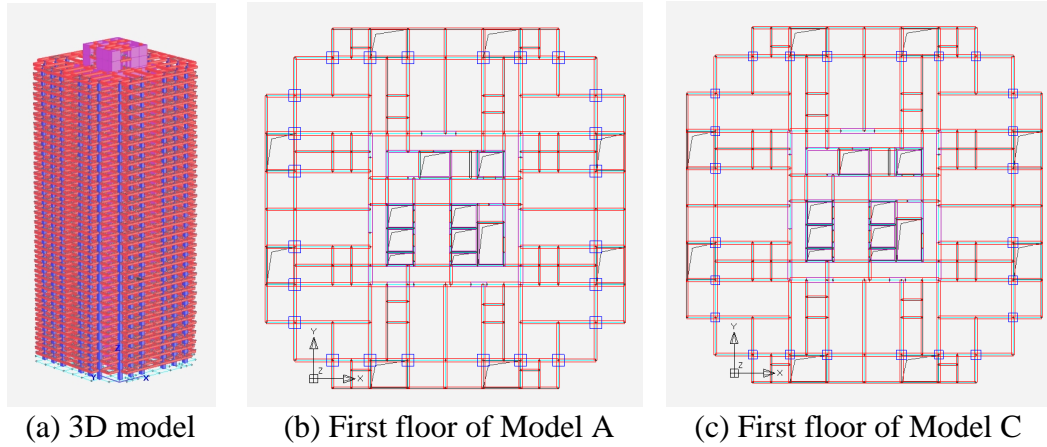 Z
Y
X
Y
Z
X
Y
Z
X
(a) 3D model
(b) First floor of Model A
(c) First floor of Model C